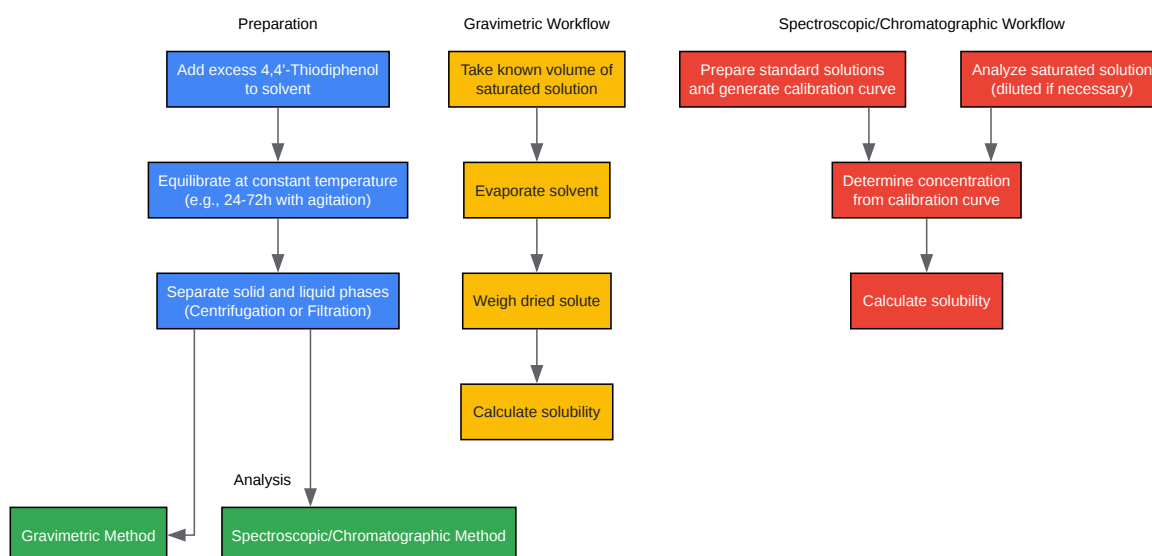 Preparation
Add excess 4,4'-Thiodiphenol
to solvent
Equilibrate at constant temperature
(e.g., 24-72h with agitation)
Separate solid and liquid phases
(Centrifugation or Filtration)
Analysis
Gravimetric Method
Spectroscopic/Chromatographic Method
Gravimetric Workflow
Take known volume of
saturated solution
Evaporate solvent
Weigh dried solute
Calculate solubility
Spectroscopic/Chromatographic Workflow
Prepare standard solutions
and generate calibration curve
Analyze saturated solution
(diluted if necessary)
Determine concentration
from calibration curve
Calculate solubility